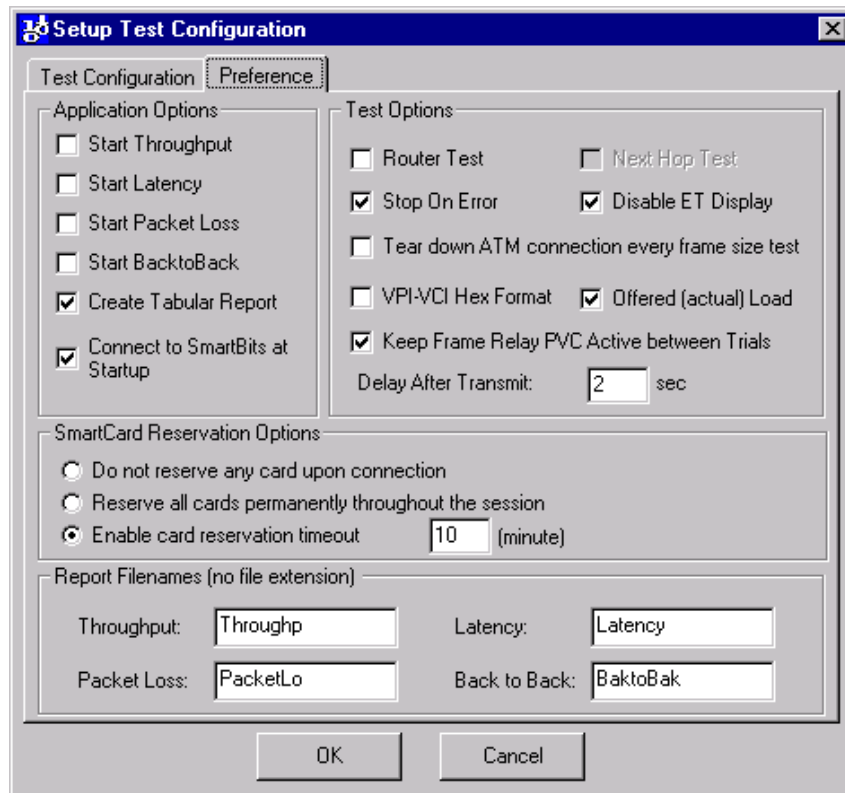 Setup Test Configuration
Test Configuration
Preference
Application Options
Start Throughput
Start Latency
Start Packet Loss
Start BacktoBack
Create Tabular Report
Connect to SmartBits at
Startup
Test Options
Router Test
Next Hop Test
Stop On Error
Disable ET Display
Tear down ATM connection every frame size test
VPI-VCI Hex Format
Offered (actual) Load
Keep Frame Relay PVC Active between Trials
Delay After Transmit: 2 sec
SmartCard Reservation Options
Do not reserve any card upon connection
Reserve all cards permanently throughout the session
Enable card reservation timeout 10 (minute)
Report Filenames (no file extension)
Throughput: Throughp
Latency: Latency
Packet Loss: PacketLo
Back to Back: BaktoBak
OK
Cancel